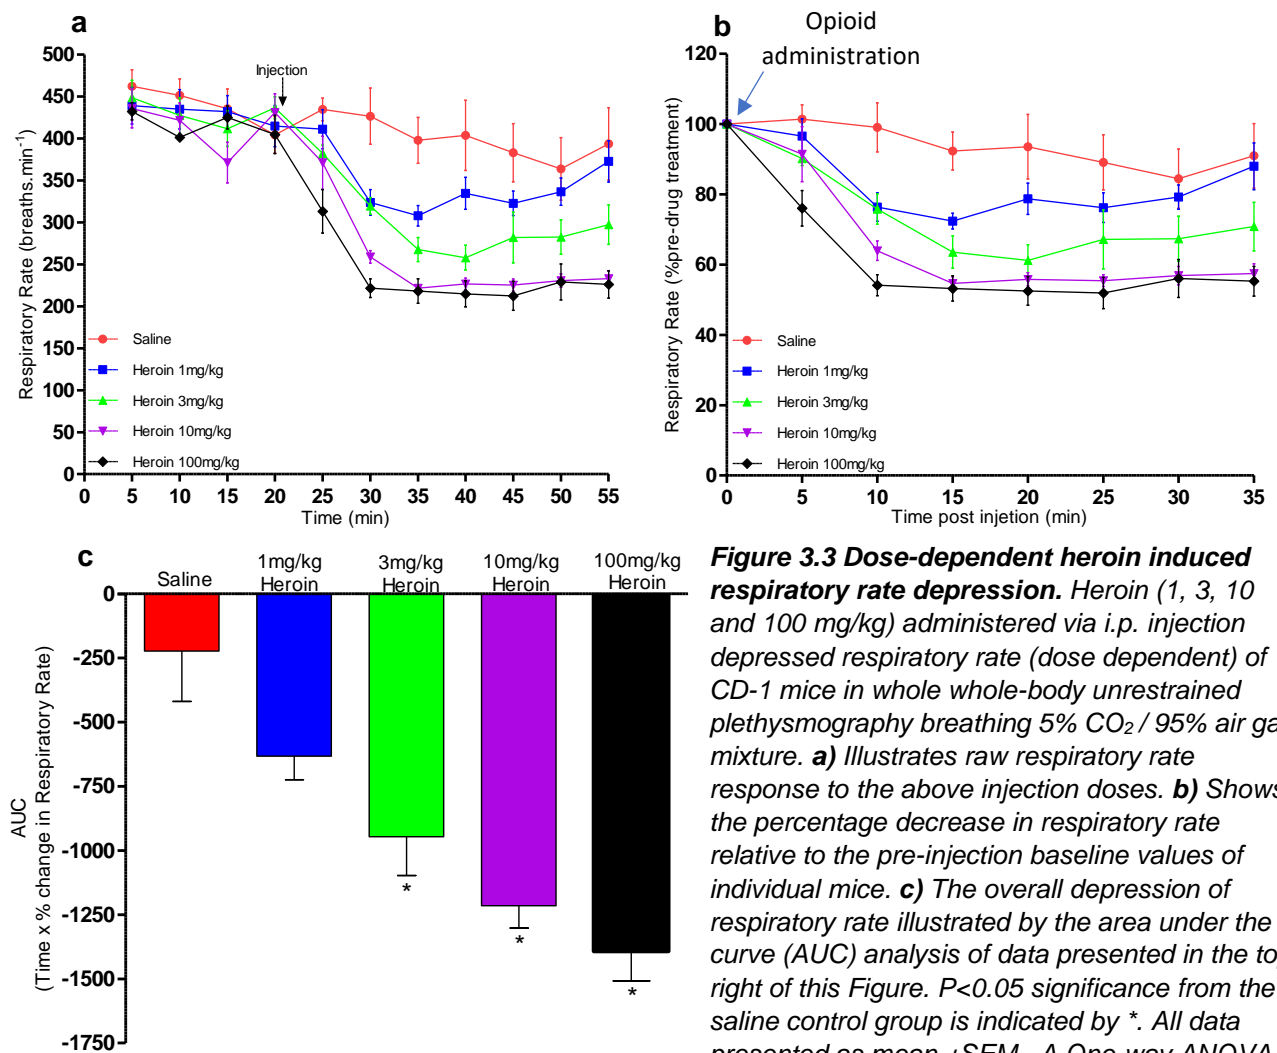 a
500
450
400
350
300
250
200
150
100
50
0
Respiratory Rate (breaths.min-1)
Injection
Saline
Heroin 1mg/kg
Heroin 3mg/kg
Heroin 10mg/kg
Heroin 100mg/kg
0 5 10 15 20 25 30 35 40 45 50 55
Time (min)
b
Opioid
administration
120
100
80
60
40
20
0
Respiratory Rate (%pre-drug treatment)
Saline
Heroin 1mg/kg
Heroin 3mg/kg
Heroin 10mg/kg
Heroin 100mg/kg
0 5 10 15 20 25 30 35
Time post injetion (min)
c
Saline
1mg/kg
Heroin
3mg/kg
Heroin
10mg/kg
Heroin
100mg/kg
Heroin
0
-250
-500
-750
-1000
-1250
-1500
-1750
AUC
(Time x % change in Respiratory Rate)
*
*
*
Figure 3.3 Dose-dependent heroin induced
respiratory rate depression. Heroin (1, 3, 10
and 100 mg/kg) administered via i.p. injection
depressed respiratory rate (dose dependent) of
CD-1 mice in whole whole-body unrestrained
plethysmography breathing 5% CO2 / 95% air ga
mixture. a) Illustrates raw respiratory rate
response to the above injection doses. b) Shows
the percentage decrease in respiratory rate
relative to the pre-injection baseline values of
individual mice. c) The overall depression of
respiratory rate illustrated by the area under the
curve (AUC) analysis of data presented in the to
right of this Figure. P<0.05 significance from the
saline control group is indicated by *. All data
presented as mean ±SEM. A One-way ANOVA